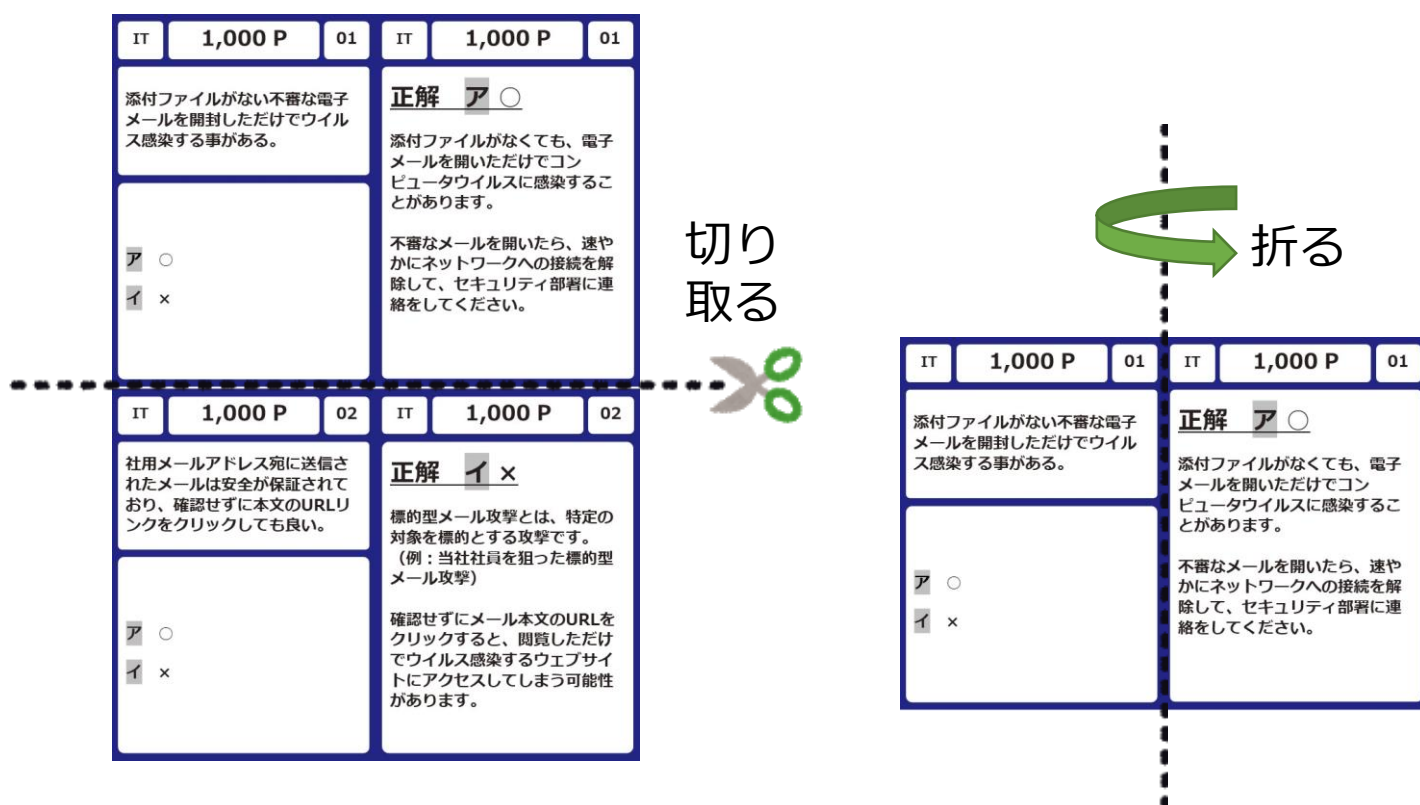 IT 1,000 P 01
添付ファイルがない不審な電子
メールを開封しただけでウイル
ス感染する事がある。
ア ○
イ ×
IT 1,000 P 01
正解 ア ○
添付ファイルがなくても、電子
メールを開いただけでコン
ピュータウイルスに感染するこ
とがあります。
不審なメールを開いたら、速や
かにネットワークへの接続を解
除して、セキュリティ部署に連
絡をしてください。
IT 1,000 P 02
社用メールアドレス宛に送信さ
れたメールは安全が保証されて
おり、確認せずに本文のURLリ
ンクをクリックしても良い。
ア ○
イ ×
IT 1,000 P 02
正解 イ ×
標的型メール攻撃とは、特定の
対象を標的とする攻撃です。
（例：当社社員を狙った標的型
メール攻撃）
確認せずにメール本文のURLを
クリックすると、閲覧しただけ
でウイルス感染するウェブサイ
トにアクセスしてしまう可能性
があります。
切り
取る
折る
IT 1,000 P 01
添付ファイルがない不審な電子
メールを開封しただけでウイル
ス感染する事がある。
ア ○
イ ×
IT 1,000 P 01
正解 ア ○
添付ファイルがなくても、電子
メールを開いただけでコン
ピュータウイルスに感染するこ
とがあります。
不審なメールを開いたら、速や
かにネットワークへの接続を解
除して、セキュリティ部署に連
絡をしてください。